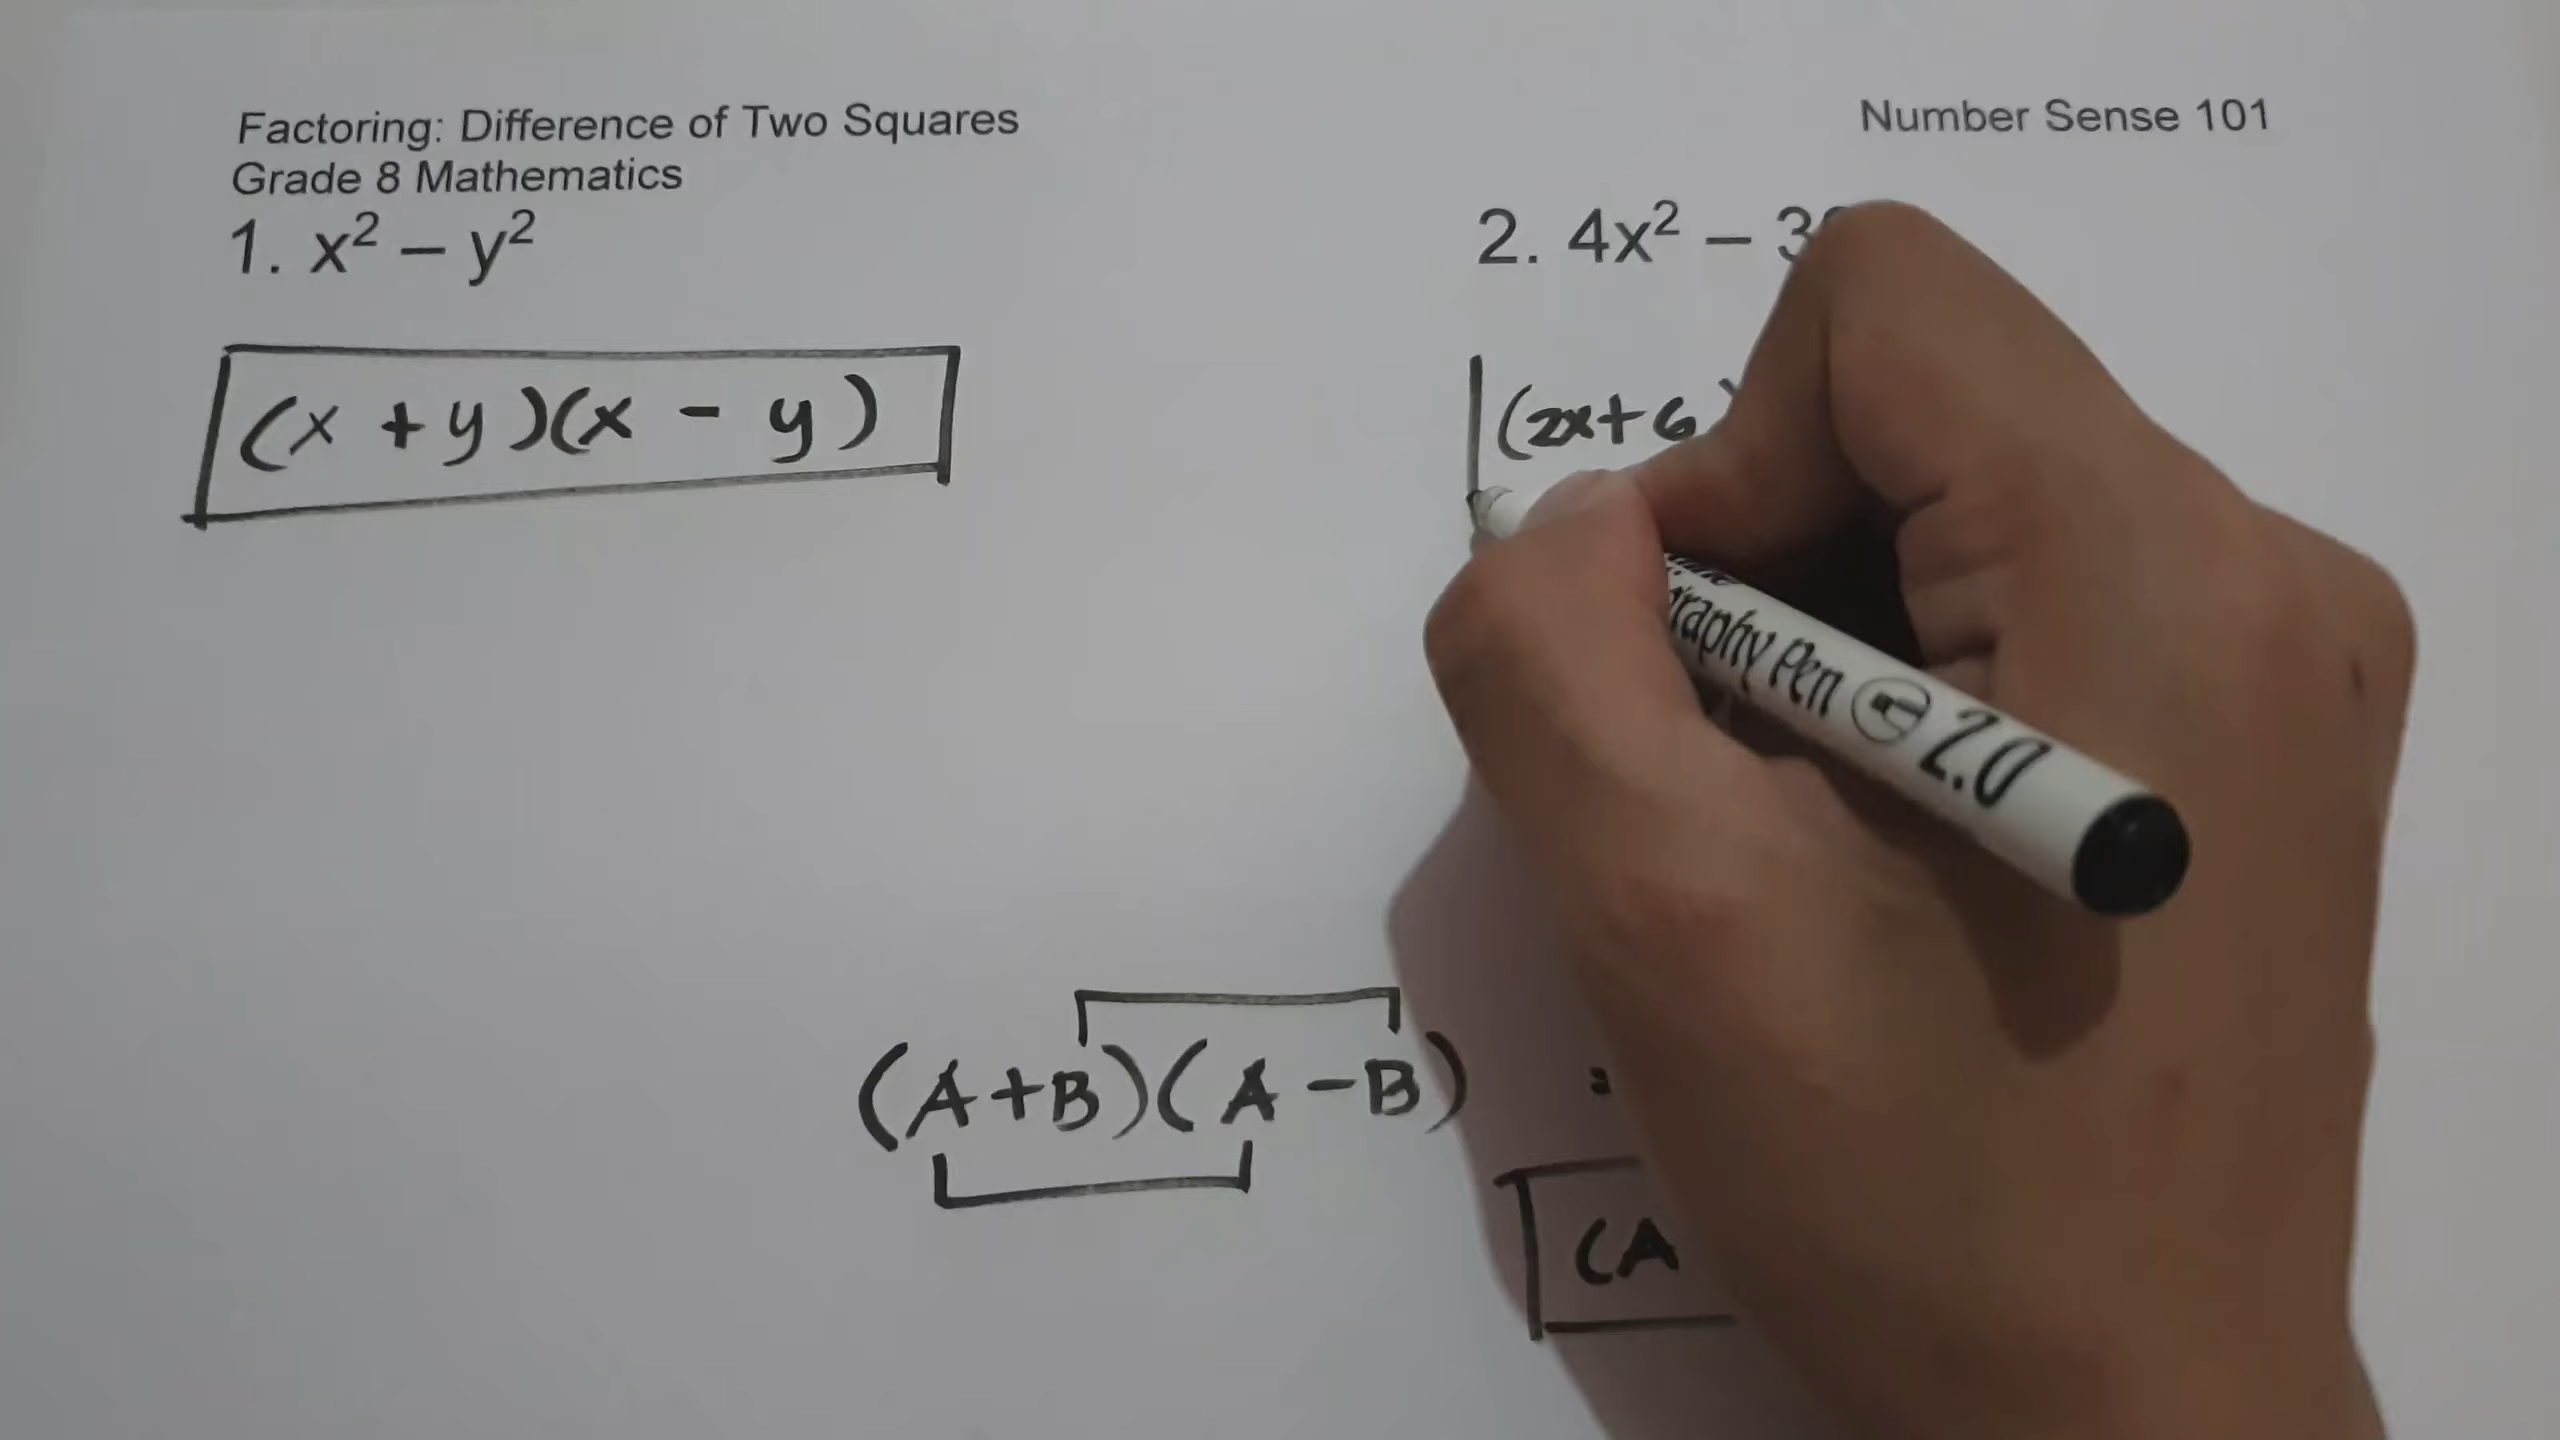 Factoring: Difference of Two Squares
Number Sense 101
Grade 8 Mathematics
1. x² – y²
2. 4x² – 3
(x + y)(x - y)
(2x+6)
raphy Pen 2.0
(A+B)(A-B) =
(A